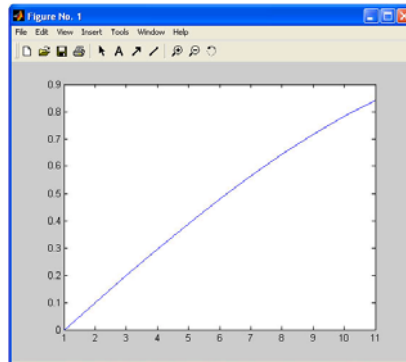 Figure No. 1
File Edit View Insert Tools Window Help
A
0.9
0.8
0.7
0.6
0.5
0.4
0.3
0.2
0.1
0
1 2 3 4 5 6 7 8 9 10 11